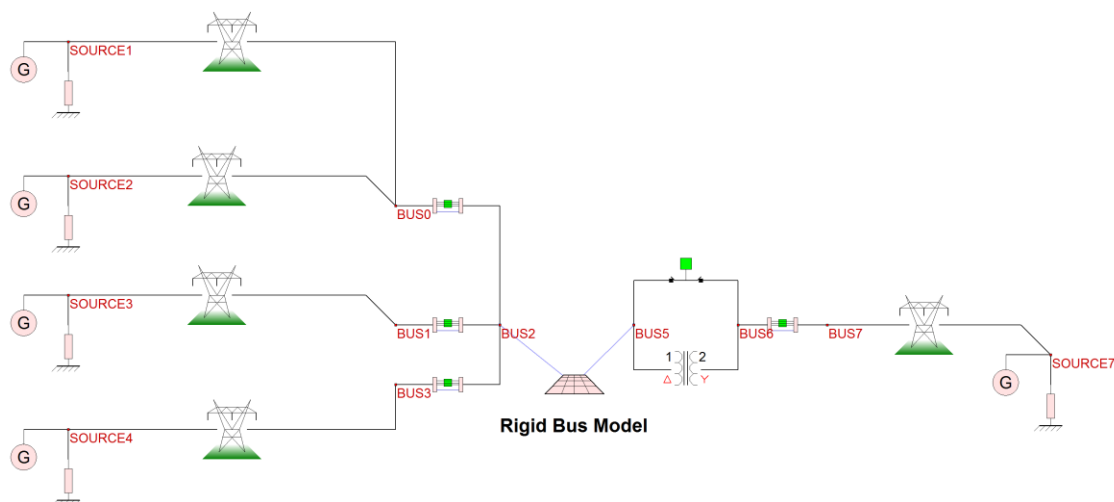 G
SOURCE1
G
SOURCE2
BUS0
G
SOURCE3
BUS1
BUS2
BUS5
BUS6
BUS7
1
2
Δ
Y
G
SOURCE7
BUS3
Rigid Bus Model
G
SOURCE4